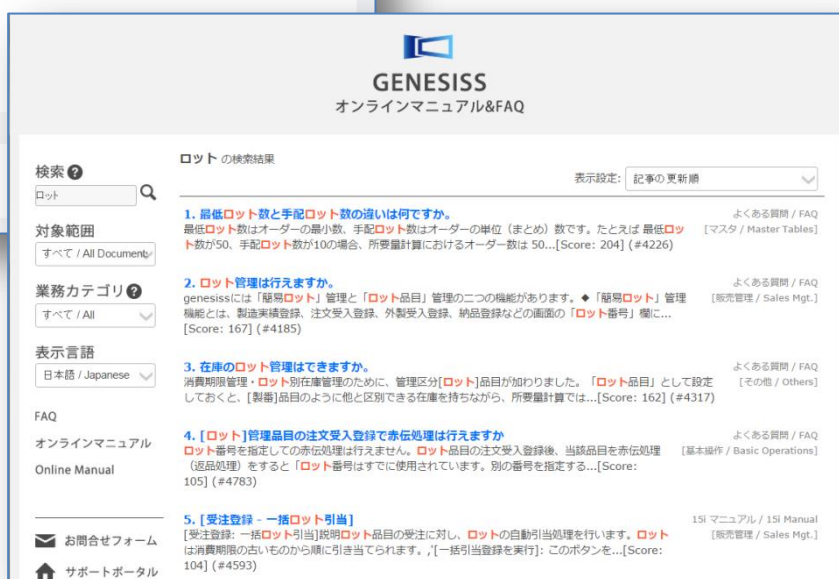 GENESISS
オンラインマニュアル&FAQ
検索?
ロット
対象範囲
すべて / All Documents
業務カテゴリ?
すべて / All
表示言語
日本語 / Japanese
FAQ
オンラインマニュアル
Online Manual
お問合せフォーム
サポートポータル
ロット の検索結果
表示設定: 記事の更新順
1. 最低ロット数と手配ロット数の違いは何ですか。
よくある質問 / FAQ
最低ロット数はオーダーの最小数、手配ロット数はオーダーの単位（まとめ）数です。たとえば 最低ロッ
[マスタ / Master Tables]
ト数が50、手配ロット数が10の場合、所要量計算におけるオーダー数は 50...[Score: 204] (#4226)
2. ロット管理は行えますか。
よくある質問 / FAQ
genesissには「簡易ロット」管理と「ロット品目」管理の二つの機能があります。◆「簡易ロット」管理
[販売管理 / Sales Mgt.]
機能とは、製造実績登録、注文受入登録、外製受入登録、納品登録などの画面の「ロット番号」欄に...
[Score: 167] (#4185)
3. 在庫のロット管理はできますか。
よくある質問 / FAQ
消費期限管理・ロット別在庫管理のために、管理区分[ロット]品目が加わりました。「ロット品目」として設定
[その他 / Others]
しておくと、[製番]品目のように他と区別できる在庫を持ちながら、所要量計算では...[Score: 162] (#4317)
4. [ロット]管理品目の注文受入登録で赤伝処理は行えますか
よくある質問 / FAQ
ロット番号を指定しての赤伝処理は行えません。ロット品目の注文受入登録後、当該品目を赤伝処理
[基本操作 / Basic Operations]
（返品処理）をすると「ロット番号はすでに使用されています。別の番号を指定する...[Score:
105] (#4783)
5. [受注登録 - 一括ロット引当]
15i マニュアル / 15i Manual
[受注登録: 一括ロット引当]説明ロット品目の受注に対し、ロットの自動引当処理を行います。ロット
[販売管理 / Sales Mgt.]
は消費期限の古いものから順に引き当てられます。,'[一括引当登録を実行]: このボタンを...[Score:
104] (#4593)